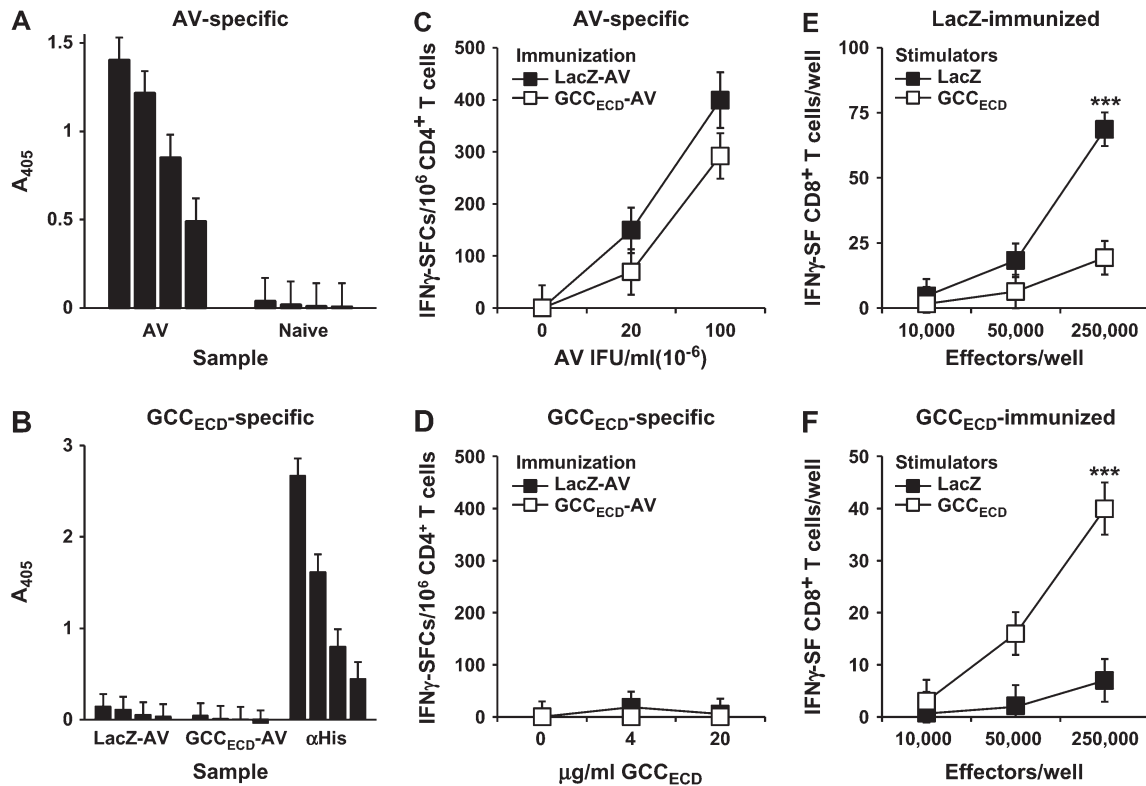 A
AV-specific
1.5
1
0.5
0
A405
AV
Naive
Sample
B
GCCECD-specific
3
2
1
0
A405
LacZ-AV
GCCECD-AV
αHis
Sample
C
AV-specific
500
400
300
200
100
0
IFNγ-SFCs/10⁶ CD4⁺ T cells
Immunization
LacZ-AV
GCCECD-AV
0
20
100
AV IFU/ml(10⁻⁶)
D
GCCECD-specific
500
400
300
200
100
0
IFNγ-SFCs/10⁶ CD4⁺ T cells
Immunization
LacZ-AV
GCCECD-AV
0
4
20
µg/ml GCCECD
E
LacZ-immunized
100
75
50
25
0
IFNγ-SF CD8⁺ T cells/well
Stimulators
LacZ
GCCECD
***
10,000
50,000
250,000
Effectors/well
F
GCCECD-immunized
50
40
30
20
10
0
IFNγ-SF CD8⁺ T cells/well
Stimulators
LacZ
GCCECD
***
10,000
50,000
250,000
Effectors/well